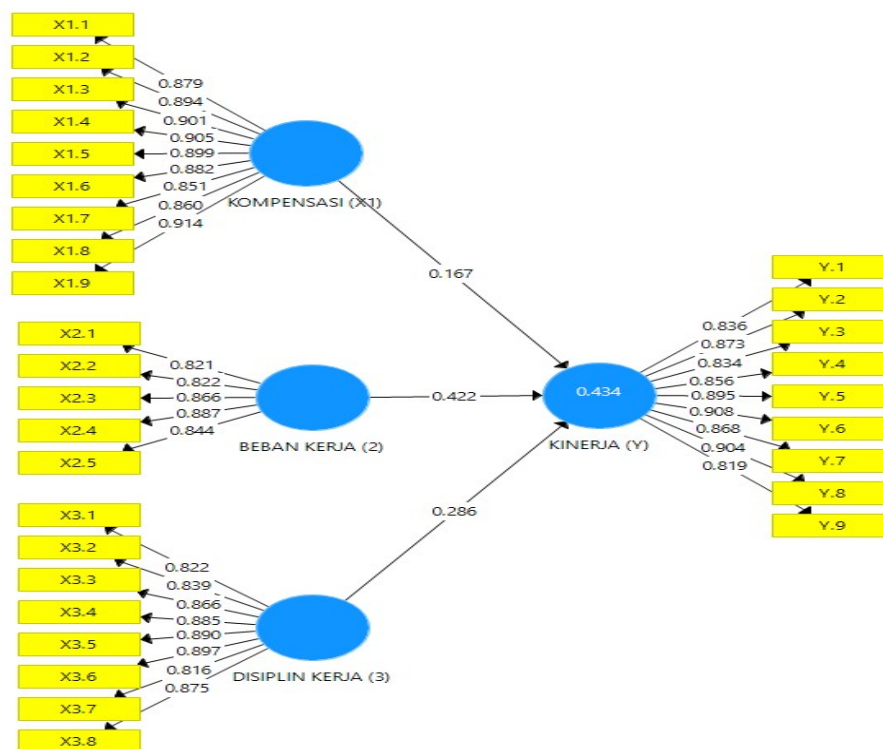 X1.1
X1.2
X1.3
X1.4
X1.5
X1.6
X1.7
X1.8
X1.9
0.879
0.894
0.901
0.905
0.899
0.882
0.851
0.860
0.914
KOMPENSASI (X1)
0.167
X2.1
X2.2
X2.3
X2.4
X2.5
0.821
0.822
0.866
0.887
0.844
BEBAN KERJA (2)
0.422
X3.1
X3.2
X3.3
X3.4
X3.5
X3.6
X3.7
X3.8
0.822
0.839
0.866
0.885
0.890
0.897
0.816
0.875
DISIPLIN KERJA (3)
0.286
0.434
KINERJA (Y)
0.836
0.873
0.834
0.856
0.895
0.908
0.868
0.904
0.819
Y.1
Y.2
Y.3
Y.4
Y.5
Y.6
Y.7
Y.8
Y.9